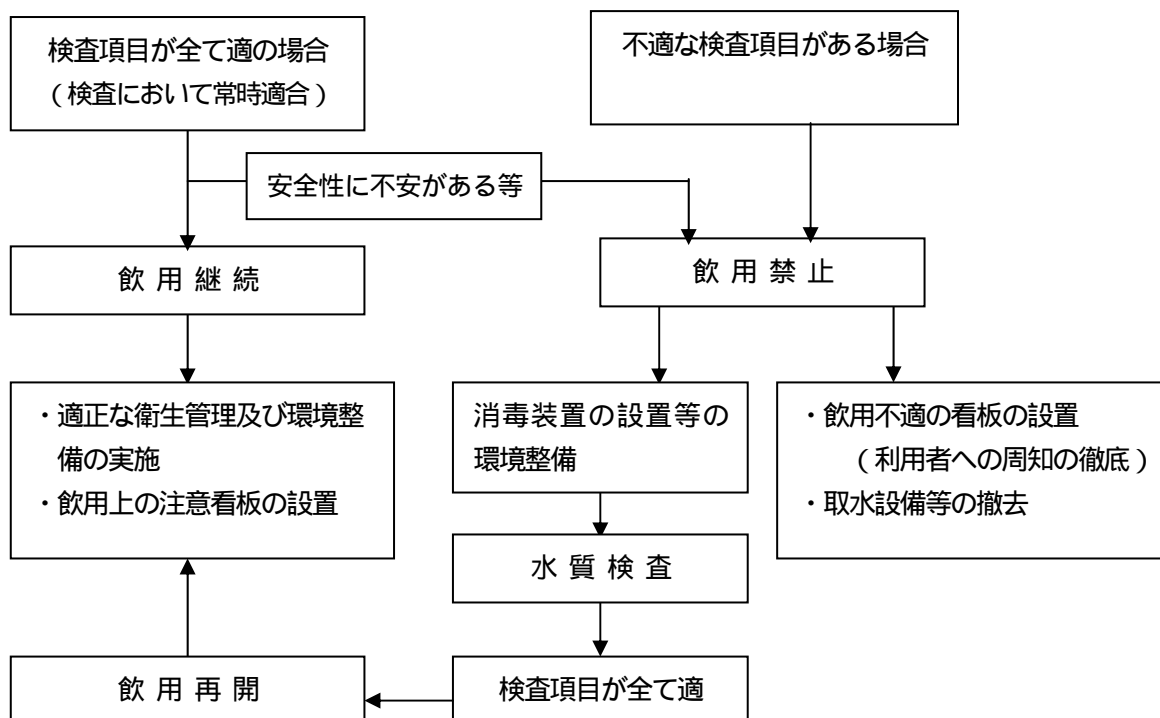 検査項目が全て適の場合
(検査において常時適合)
不適な検査項目がある場合
安全性に不安がある等
飲用継続
飲用禁止
・適正な衛生管理及び環境整
備の実施
・飲用上の注意看板の設置
消毒装置の設置等の
環境整備
・飲用不適の看板の設置
(利用者への周知の徹底)
・取水設備等の撤去
水質検査
飲用再開
検査項目が全て適